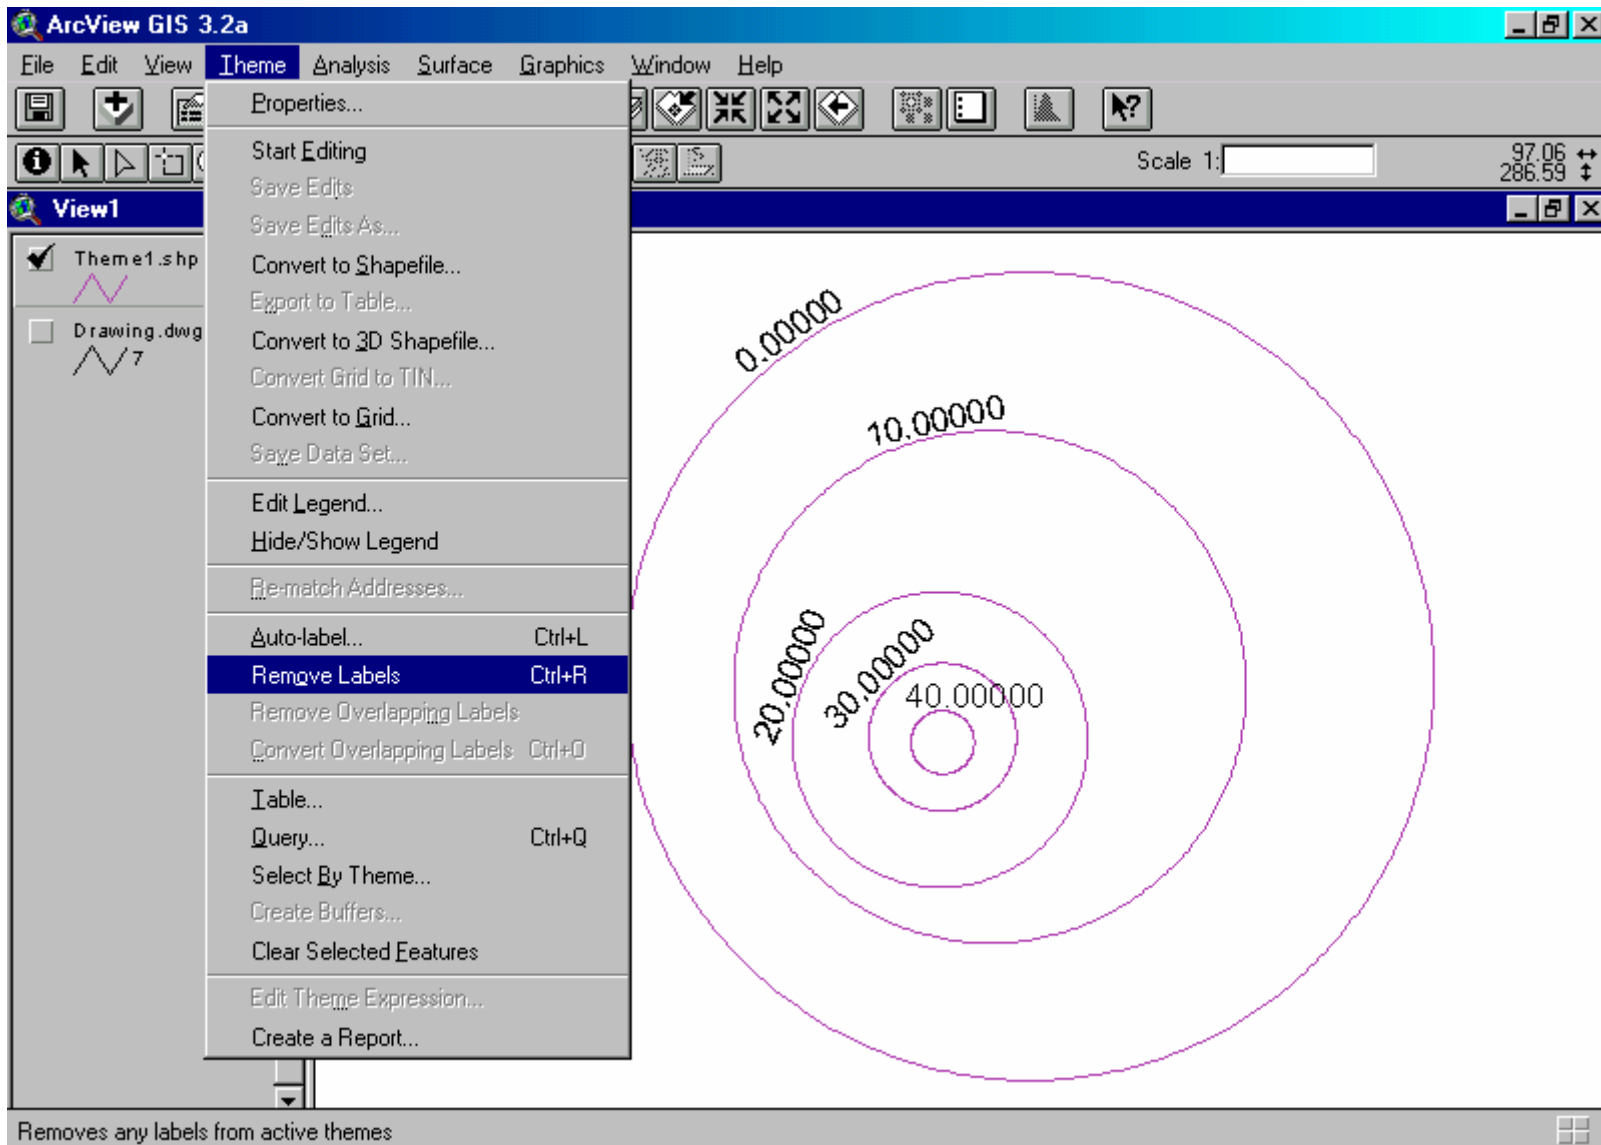 ArcView GIS 3.2a
File Edit View Theme Analysis Surface Graphics Window Help
Scale 1:
97.06
286.59
View1
Theme1.shp
Drawing.dwg
7
Properties...
Start Editing
Save Edits
Save Edits As...
Convert to Shapefile...
Export to Table...
Convert to 3D Shapefile...
Convert Grid to TIN...
Convert to Grid...
Save Data Set...
Edit Legend...
Hide/Show Legend
Re-match Addresses...
Auto-label... Ctrl+L
Remove Labels Ctrl+R
Remove Overlapping Labels
Convert Overlapping Labels Ctrl+O
Table...
Query... Ctrl+Q
Select By Theme...
Create Buffers...
Clear Selected Features
Edit Theme Expression...
Create a Report...
0.00000
10.00000
20.00000
30.00000
40.00000
Removes any labels from active themes